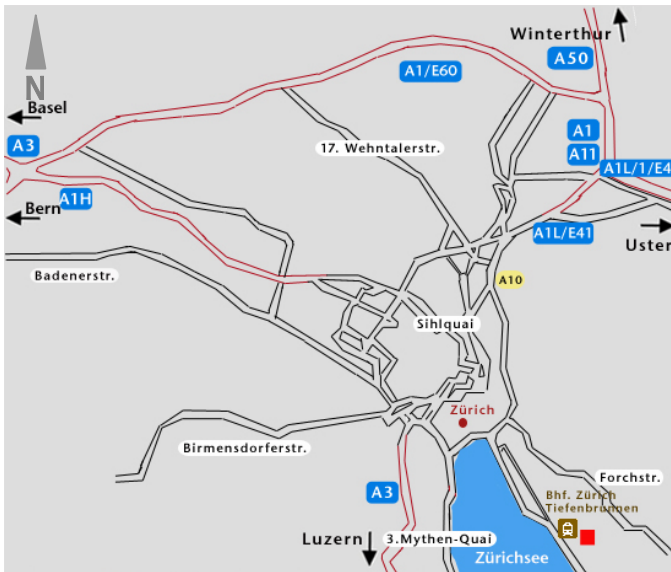 Winterthur
A50
A1/E60
N
Basel
A3
17. Wehntalerstr.
A1
A11
A1L/1/E4
A1H
Bern
A1L/E41
Uster
Badenerstr.
A10
Sihlquai
Zürich
Birmensdorferstr.
Forchstr.
A3
Bhf. Zürich
Tiefenbrunnen
Luzern
3.Mythen-Quai
Zürichsee